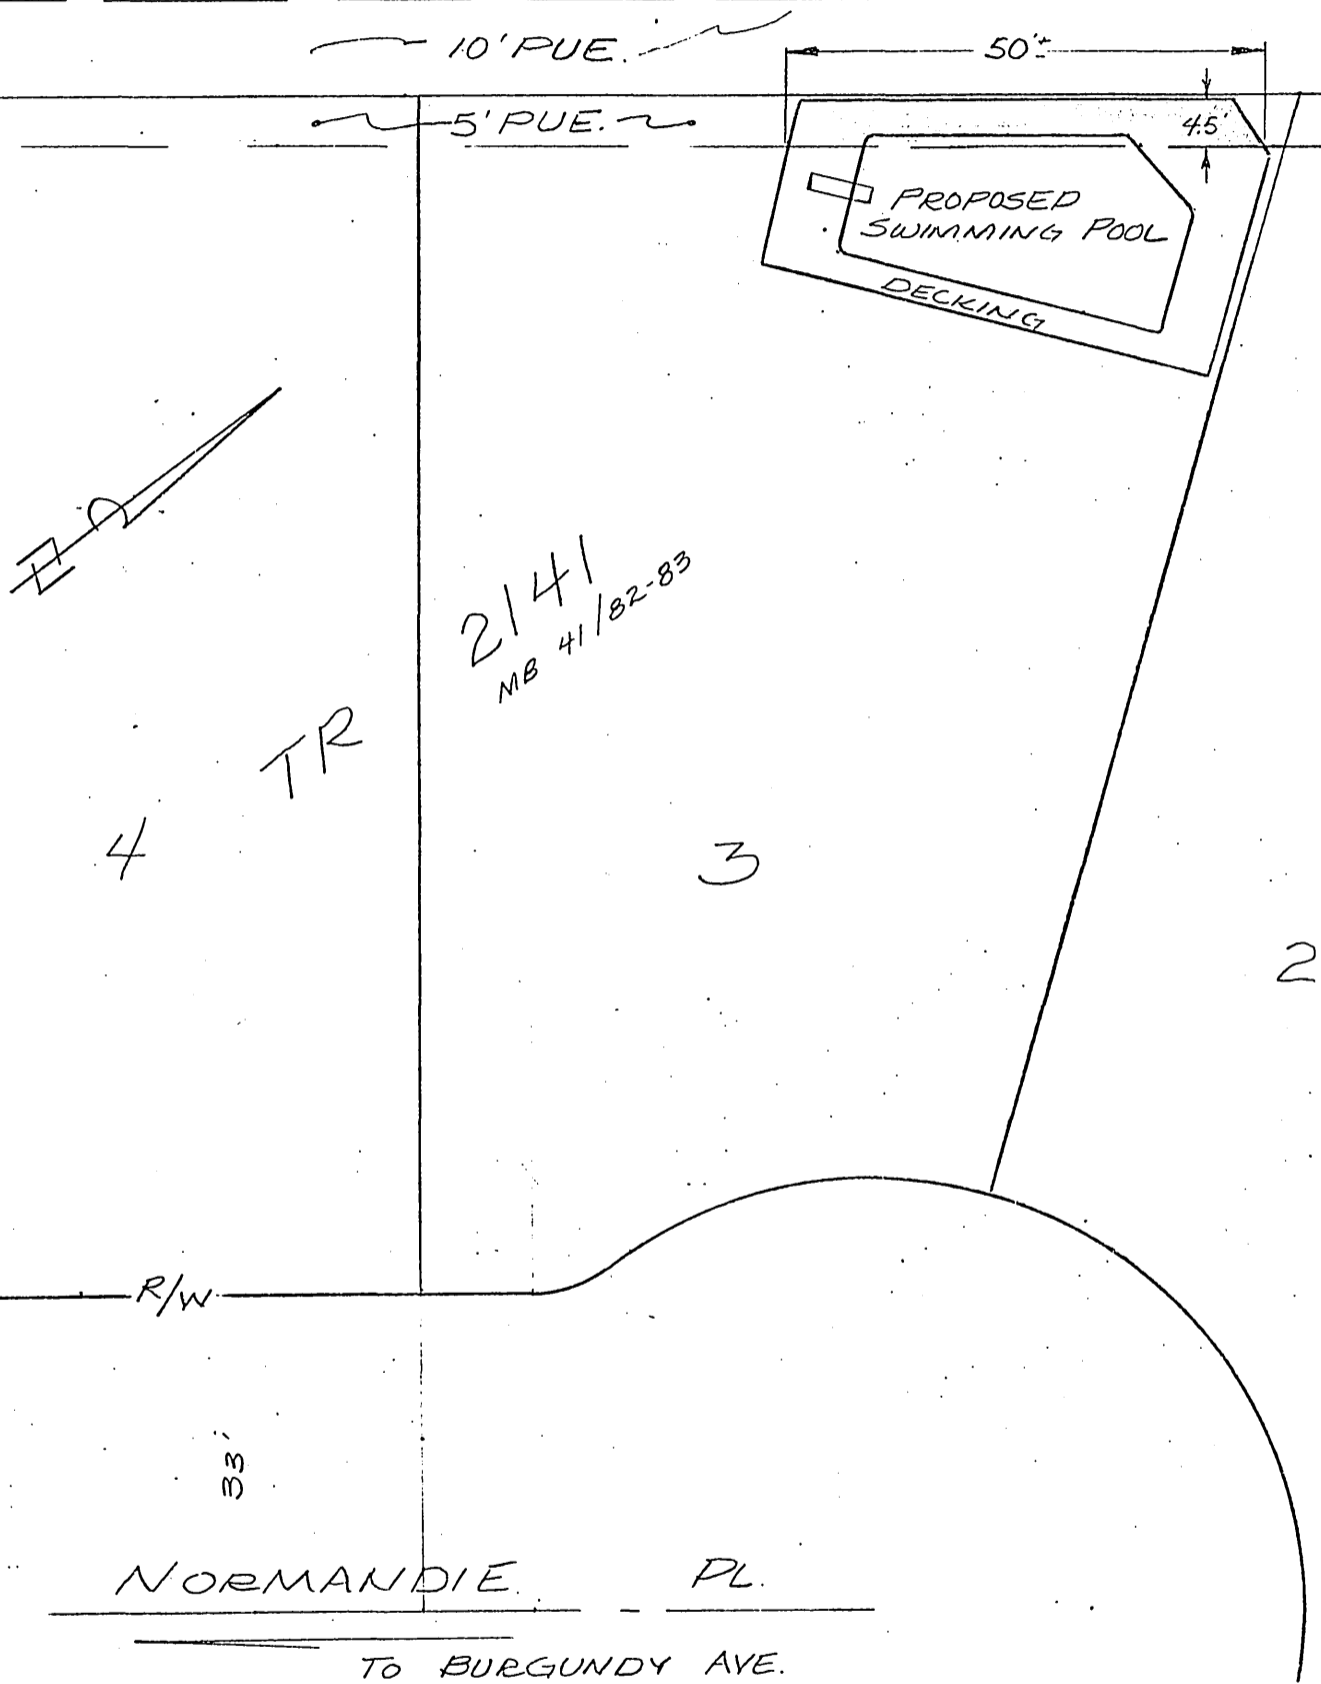 10' PUE.
50'±
5' PUE.
4.5'
PROPOSED
SWIMMING POOL
DECKING
N
2141
MB 41/82-83
TR
4
3
2
R/W
33'
NORMANDIE PL.
TO BURGUNDY AVE.